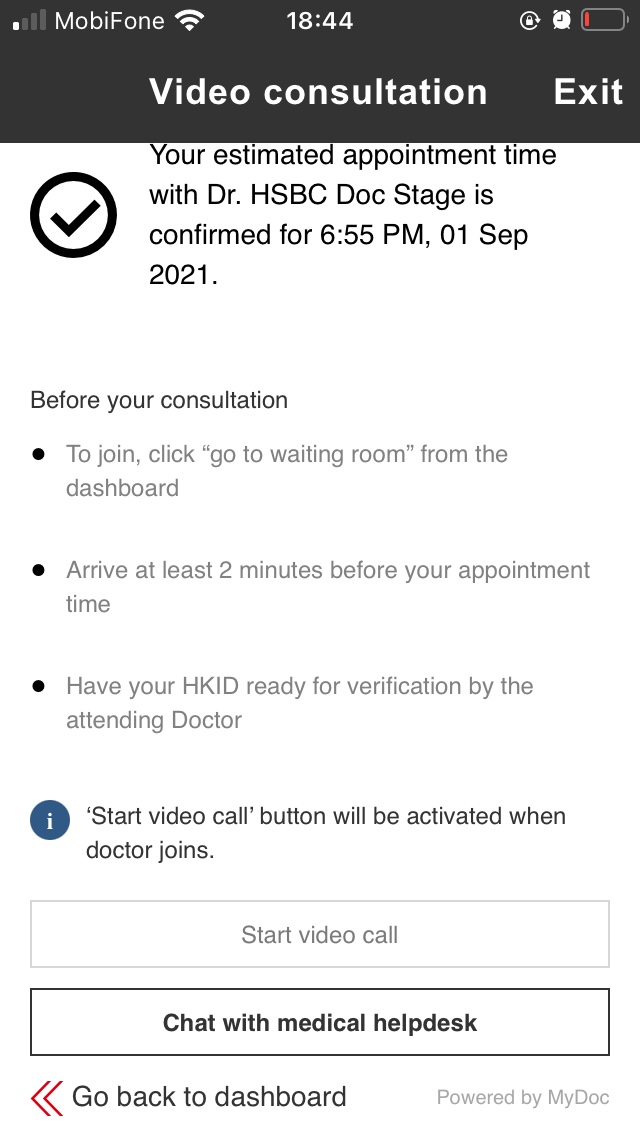 MobiFone 18:44
Video consultation Exit
Your estimated appointment time
with Dr. HSBC Doc Stage is
confirmed for 6:55 PM, 01 Sep
2021.
Before your consultation
To join, click “go to waiting room” from the
dashboard
Arrive at least 2 minutes before your appointment
time
Have your HKID ready for verification by the
attending Doctor
i ‘Start video call’ button will be activated when
doctor joins.
Start video call
Chat with medical helpdesk
Go back to dashboard Powered by MyDoc